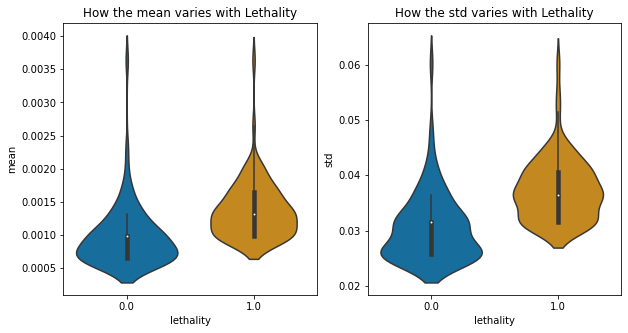 How the mean varies with Lethality
0.0040
0.0035
0.0030
0.0025
0.0020
0.0015
0.0010
0.0005
mean
0.0
1.0
lethality
How the std varies with Lethality
0.06
0.05
0.04
0.03
0.02
std
0.0
1.0
lethality